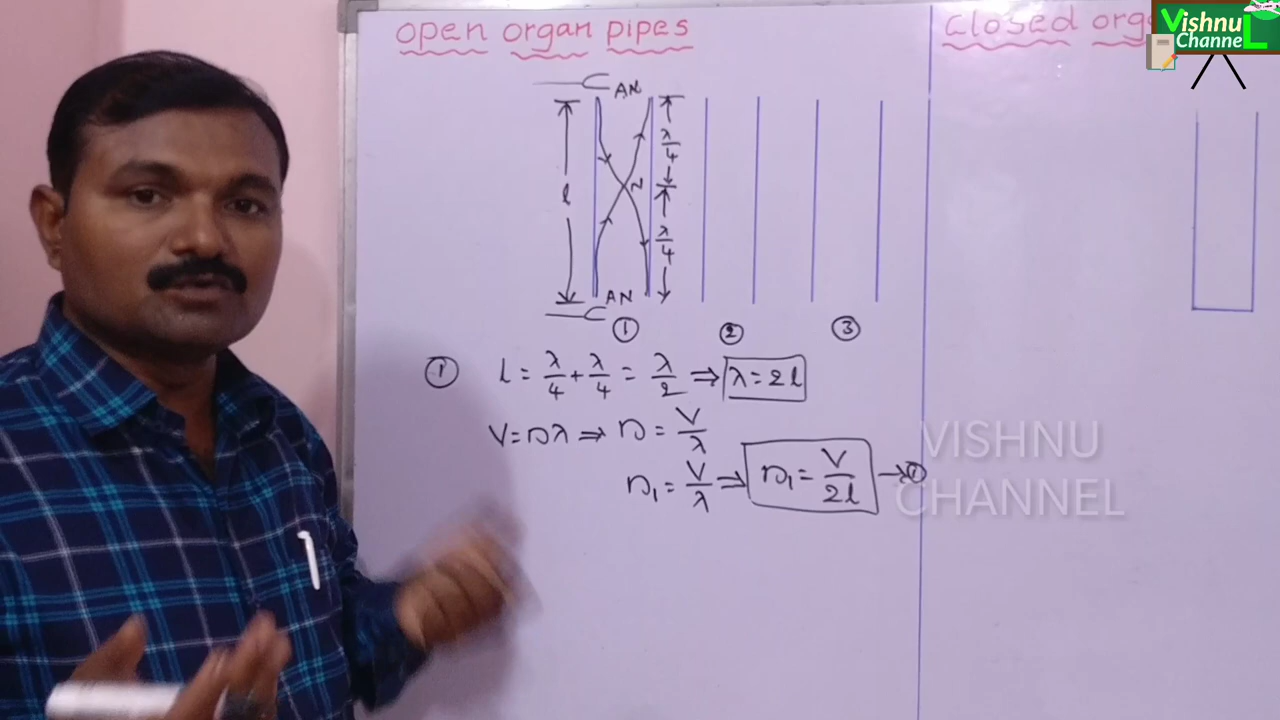 open organ pipes
closed org
Vishnu
Channel
AN
λ/4
l
N
λ/4
AN
① ② ③
① l = λ/4 + λ/4 = λ/2 ⇒ λ = 2l
V = nλ ⇒ n = V/λ
n₁ = V/λ ⇒ n₁ = V/2l → ①
VISHNU
CHANNEL